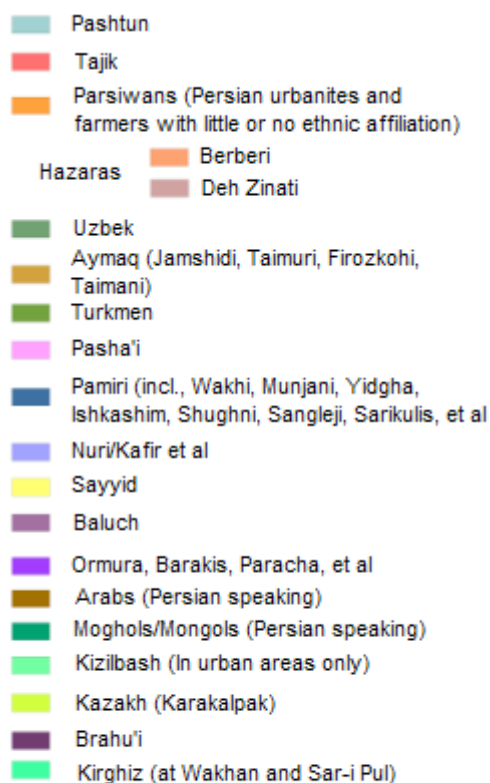 Pashtun
Tajik
Parsiwans (Persian urbanites and
farmers with little or no ethnic affiliation)
Hazaras
Berberi
Deh Zinati
Uzbek
Aymaq (Jamshidi, Taimuri, Firozkohi,
Taimani)
Turkmen
Pasha'i
Pamiri (incl., Wakhi, Munjani, Yidgha,
Ishkashim, Shughni, Sangleji, Sarikulis, et al
Nuri/Kafir et al
Sayyid
Baluch
Ormura, Barakis, Paracha, et al
Arabs (Persian speaking)
Moghols/Mongols (Persian speaking)
Kizilbash (In urban areas only)
Kazakh (Karakalpak)
Brahu'i
Kirghiz (at Wakhan and Sar-i Pul)